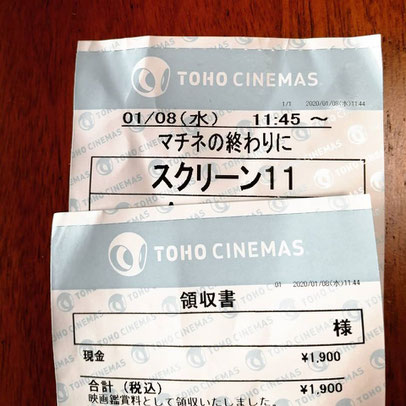 TOHO CINEMAS
1/1 2020/01/08(水)11:44
01/08(水) 11:45 ～
マチネの終わりに
スクリーン11
TOHO CINEMAS
01 2020/01/08(水)11:44
領収書
様
現金 ¥1,900
合計（税込） ¥1,900
映画鑑賞料として領収いたしました。